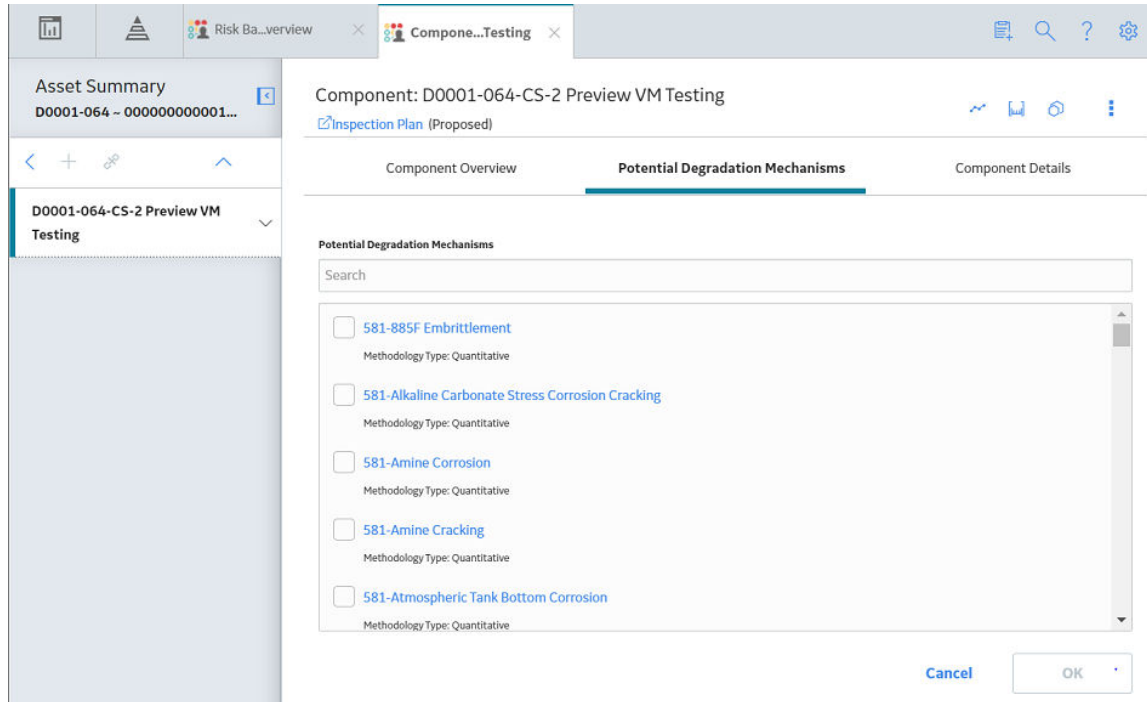 Risk Ba...verview
Compone...Testing
Asset Summary
D0001-064 ~ 000000000001...
D0001-064-CS-2 Preview VM
Testing
Component: D0001-064-CS-2 Preview VM Testing
Inspection Plan (Proposed)
Component Overview
Potential Degradation Mechanisms
Component Details
Potential Degradation Mechanisms
Search
581-885F Embrittlement
Methodology Type: Quantitative
581-Alkaline Carbonate Stress Corrosion Cracking
Methodology Type: Quantitative
581-Amine Corrosion
Methodology Type: Quantitative
581-Amine Cracking
Methodology Type: Quantitative
581-Atmospheric Tank Bottom Corrosion
Methodology Type: Quantitative
Cancel
OK